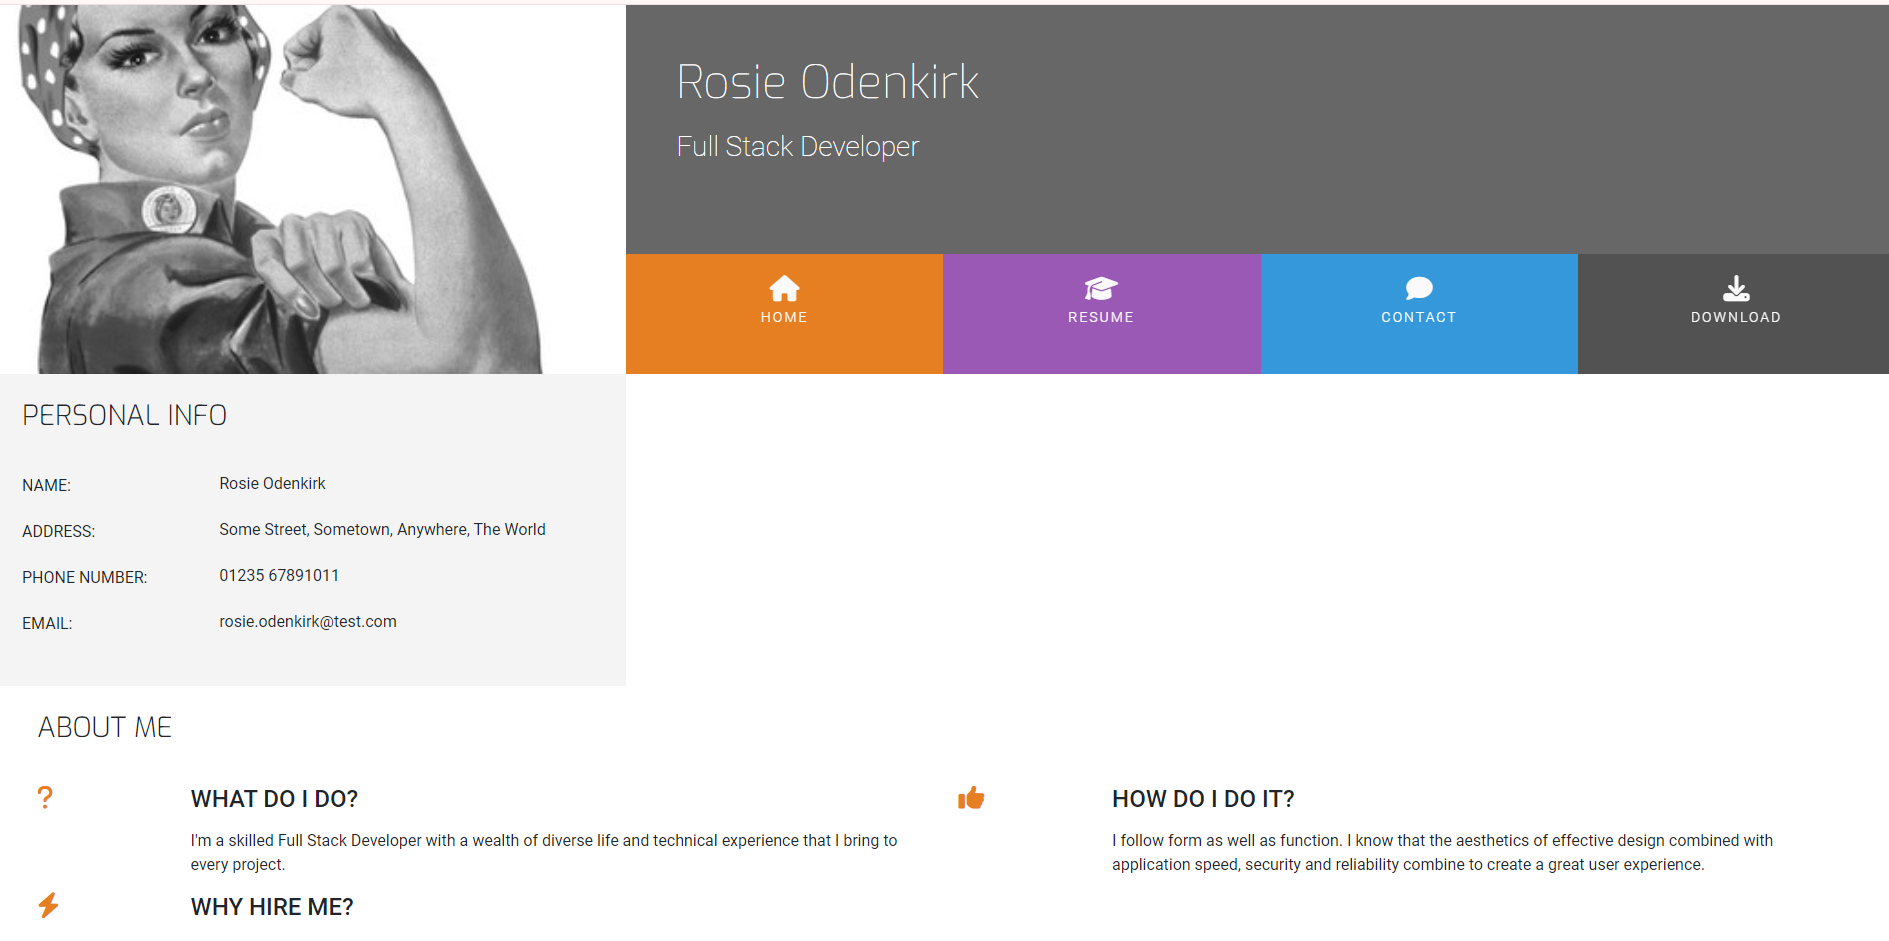 Rosie Odenkirk
Full Stack Developer
HOME
RESUME
CONTACT
DOWNLOAD
PERSONAL INFO
NAME: Rosie Odenkirk
ADDRESS: Some Street, Sometown, Anywhere, The World
PHONE NUMBER: 01235 67891011
EMAIL: rosie.odenkirk@test.com
ABOUT ME
WHAT DO I DO?
I'm a skilled Full Stack Developer with a wealth of diverse life and technical experience that I bring to
every project.
HOW DO I DO IT?
I follow form as well as function. I know that the aesthetics of effective design combined with
application speed, security and reliability combine to create a great user experience.
WHY HIRE ME?